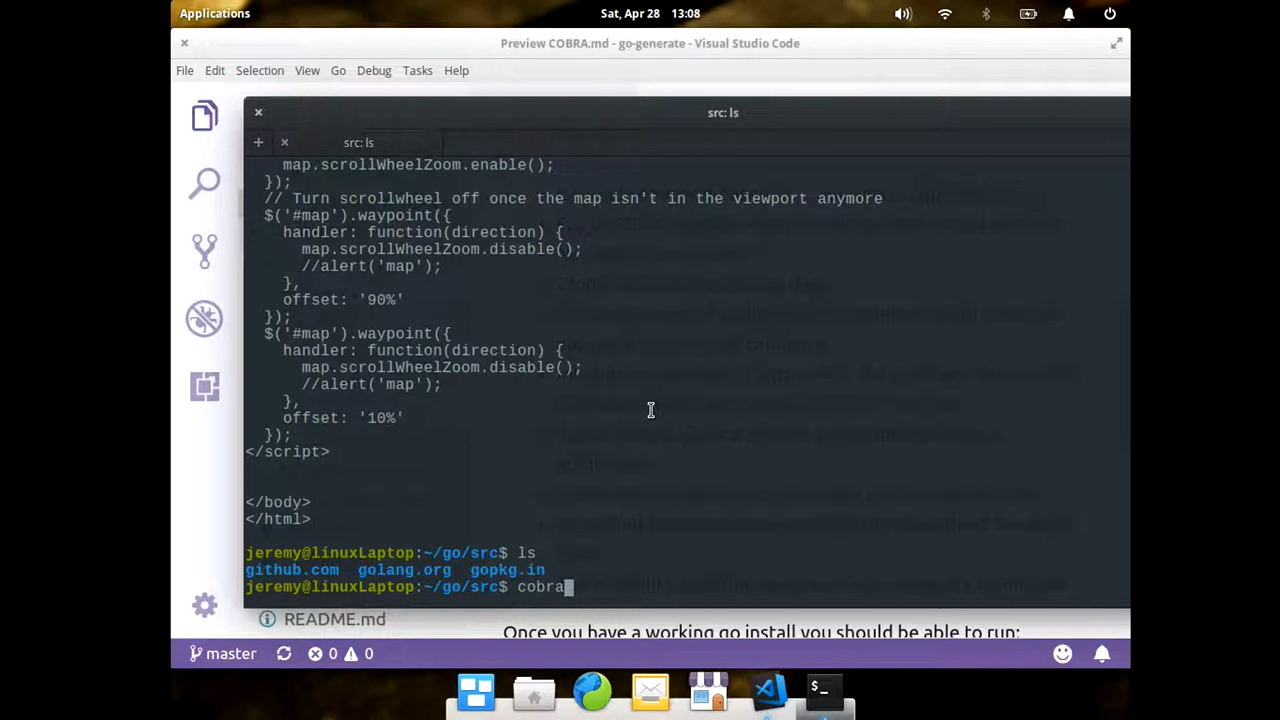 Applications
Sat, Apr 28 13:08
Preview COBRA.md - go-generate - Visual Studio Code
File Edit Selection View Go Debug Tasks Help
src: ls
src: ls
map.scrollWheelZoom.enable();
});
// Turn scrollwheel off once the map isn't in the viewport anymore
$('#map').waypoint({
handler: function(direction) {
map.scrollWheelZoom.disable();
//alert('map');
},
offset: '90%'
});
$('#map').waypoint({
handler: function(direction) {
map.scrollWheelZoom.disable();
//alert('map');
},
offset: '10%'
});
</script>
</body>
</html>
jeremy@linuxLaptop:~/go/src$ ls
github.com golang.org gopkg.in
jeremy@linuxLaptop:~/go/src$ cobra
README.md
Once you have a working go install you should be able to run:
master 0 0